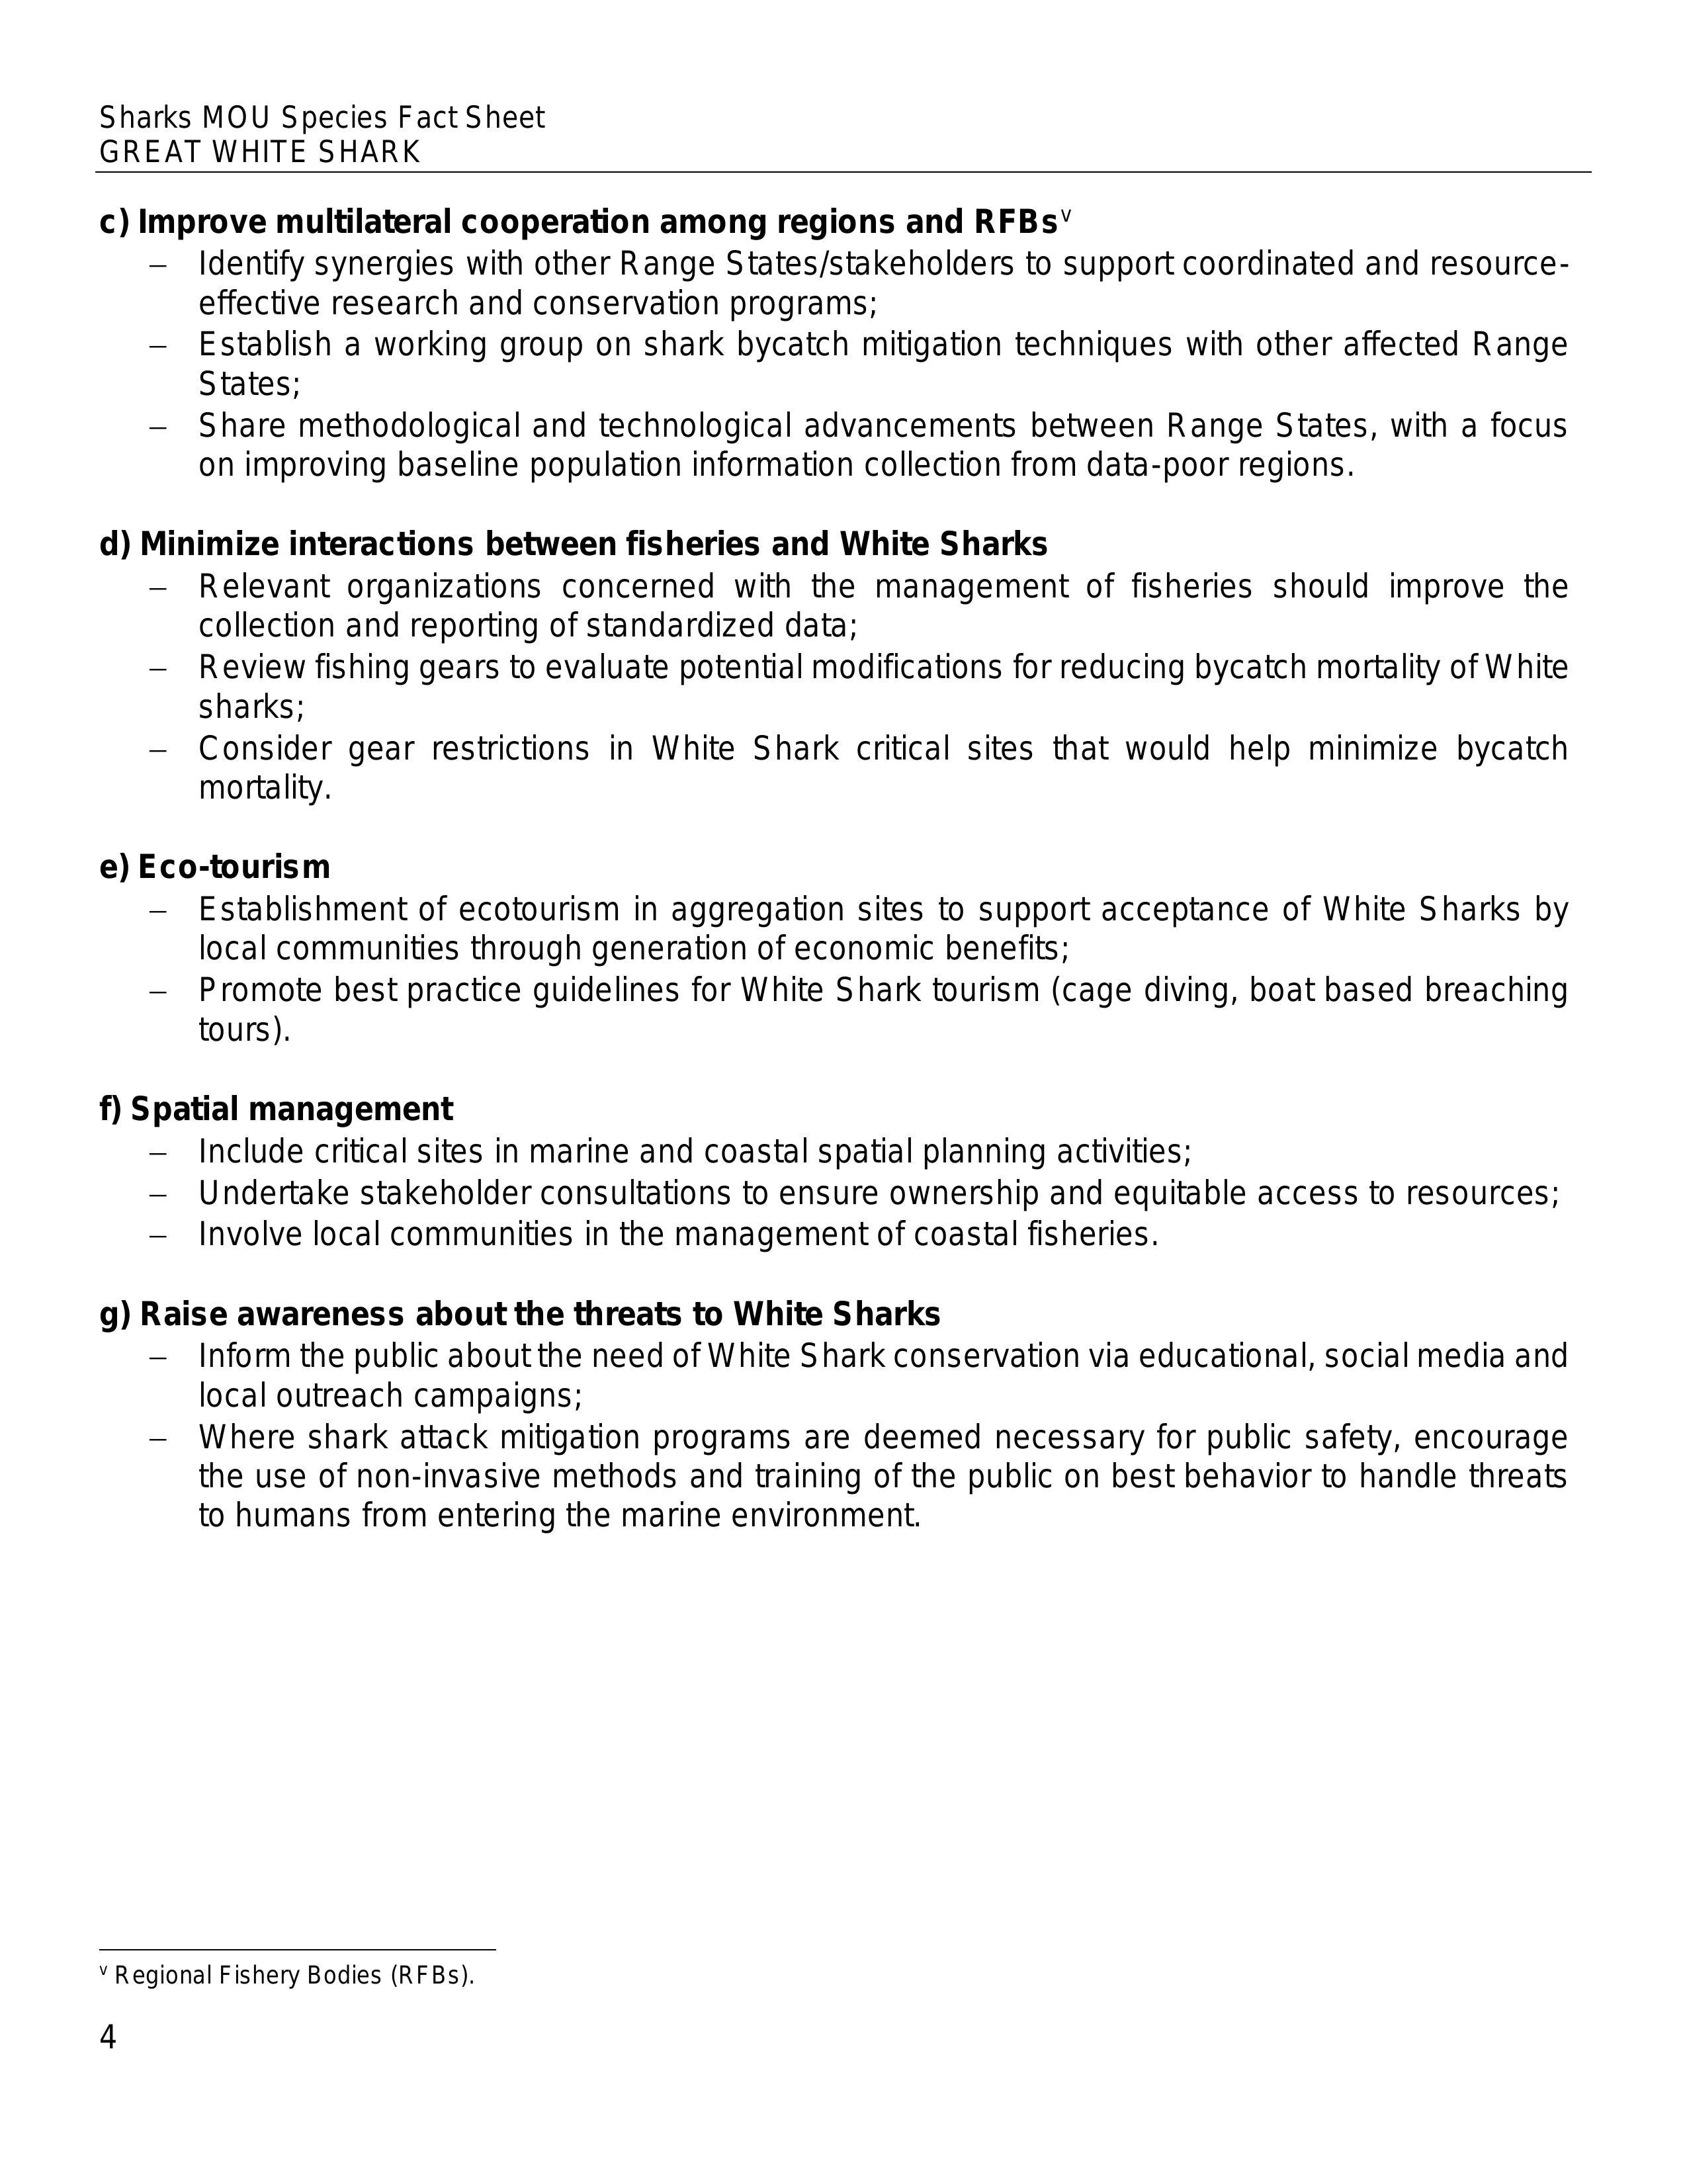 Sharks MOU Species Fact Sheet
GREAT WHITE SHARK
c) Improve multilateral cooperation among regions and RFBsᵛ
– Identify synergies with other Range States/stakeholders to support coordinated and resource-
effective research and conservation programs;
– Establish a working group on shark bycatch mitigation techniques with other affected Range
States;
– Share methodological and technological advancements between Range States, with a focus
on improving baseline population information collection from data-poor regions.
d) Minimize interactions between fisheries and White Sharks
– Relevant organizations concerned with the management of fisheries should improve the
collection and reporting of standardized data;
– Review fishing gears to evaluate potential modifications for reducing bycatch mortality of White
sharks;
– Consider gear restrictions in White Shark critical sites that would help minimize bycatch
mortality.
e) Eco-tourism
– Establishment of ecotourism in aggregation sites to support acceptance of White Sharks by
local communities through generation of economic benefits;
– Promote best practice guidelines for White Shark tourism (cage diving, boat based breaching
tours).
f) Spatial management
– Include critical sites in marine and coastal spatial planning activities;
– Undertake stakeholder consultations to ensure ownership and equitable access to resources;
– Involve local communities in the management of coastal fisheries.
g) Raise awareness about the threats to White Sharks
– Inform the public about the need of White Shark conservation via educational, social media and
local outreach campaigns;
– Where shark attack mitigation programs are deemed necessary for public safety, encourage
the use of non-invasive methods and training of the public on best behavior to handle threats
to humans from entering the marine environment.
ᵛ Regional Fishery Bodies (RFBs).
4